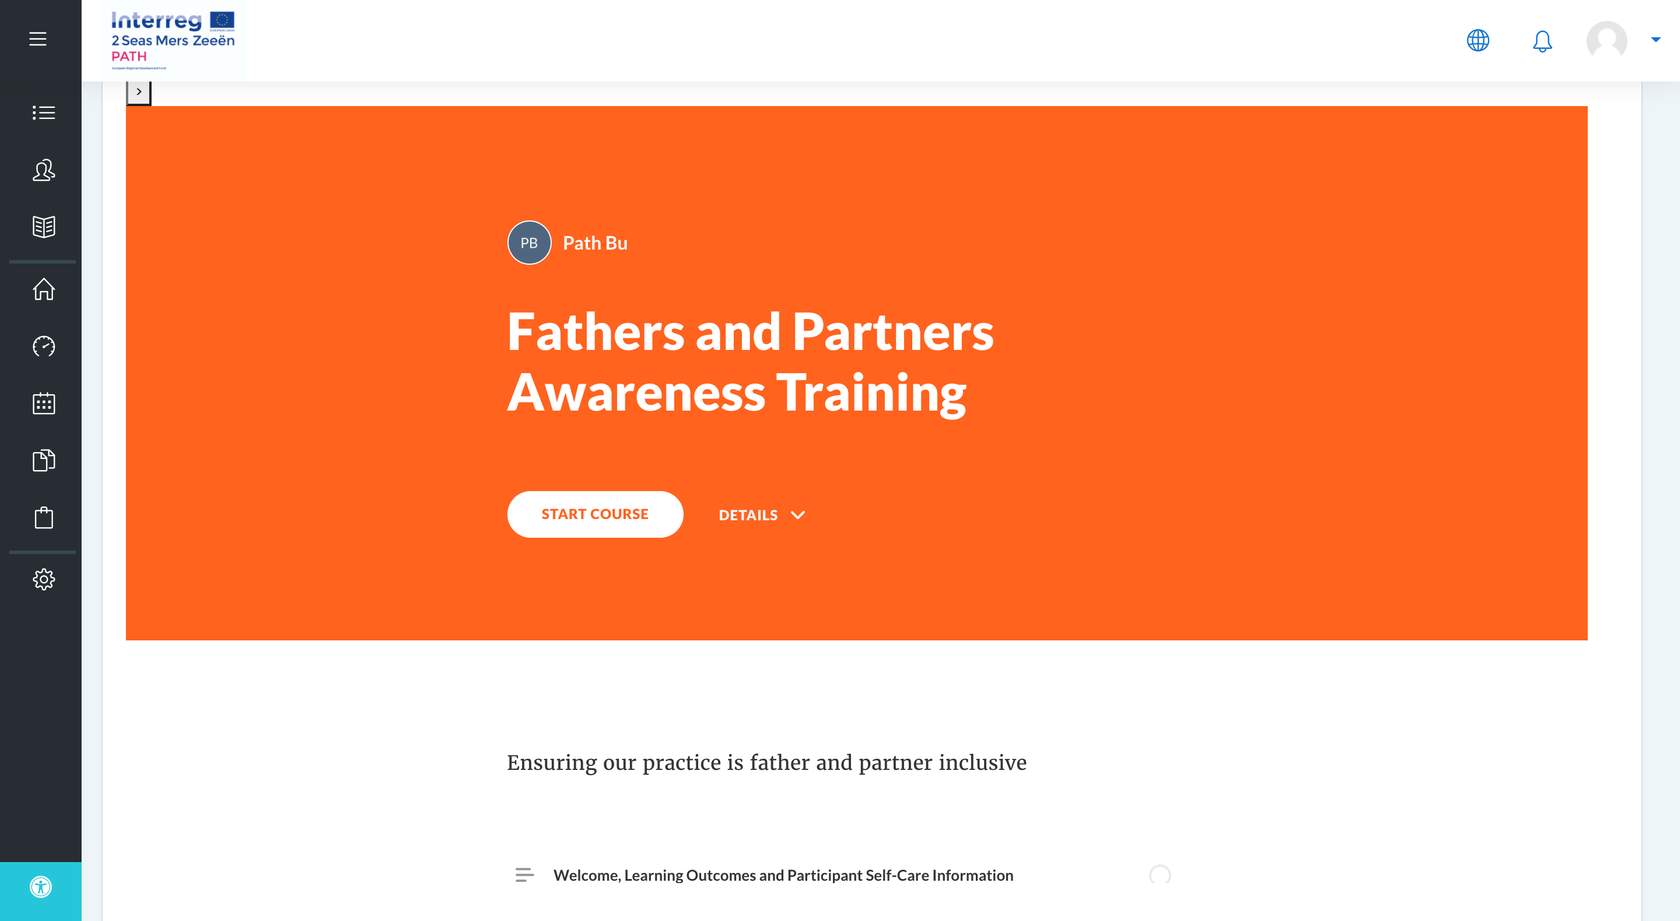 Interreg
2 Seas Mers Zeeën
PATH
>
PB
Path Bu
Fathers and Partners
Awareness Training
START COURSE
DETAILS
Ensuring our practice is father and partner inclusive
Welcome, Learning Outcomes and Participant Self-Care Information